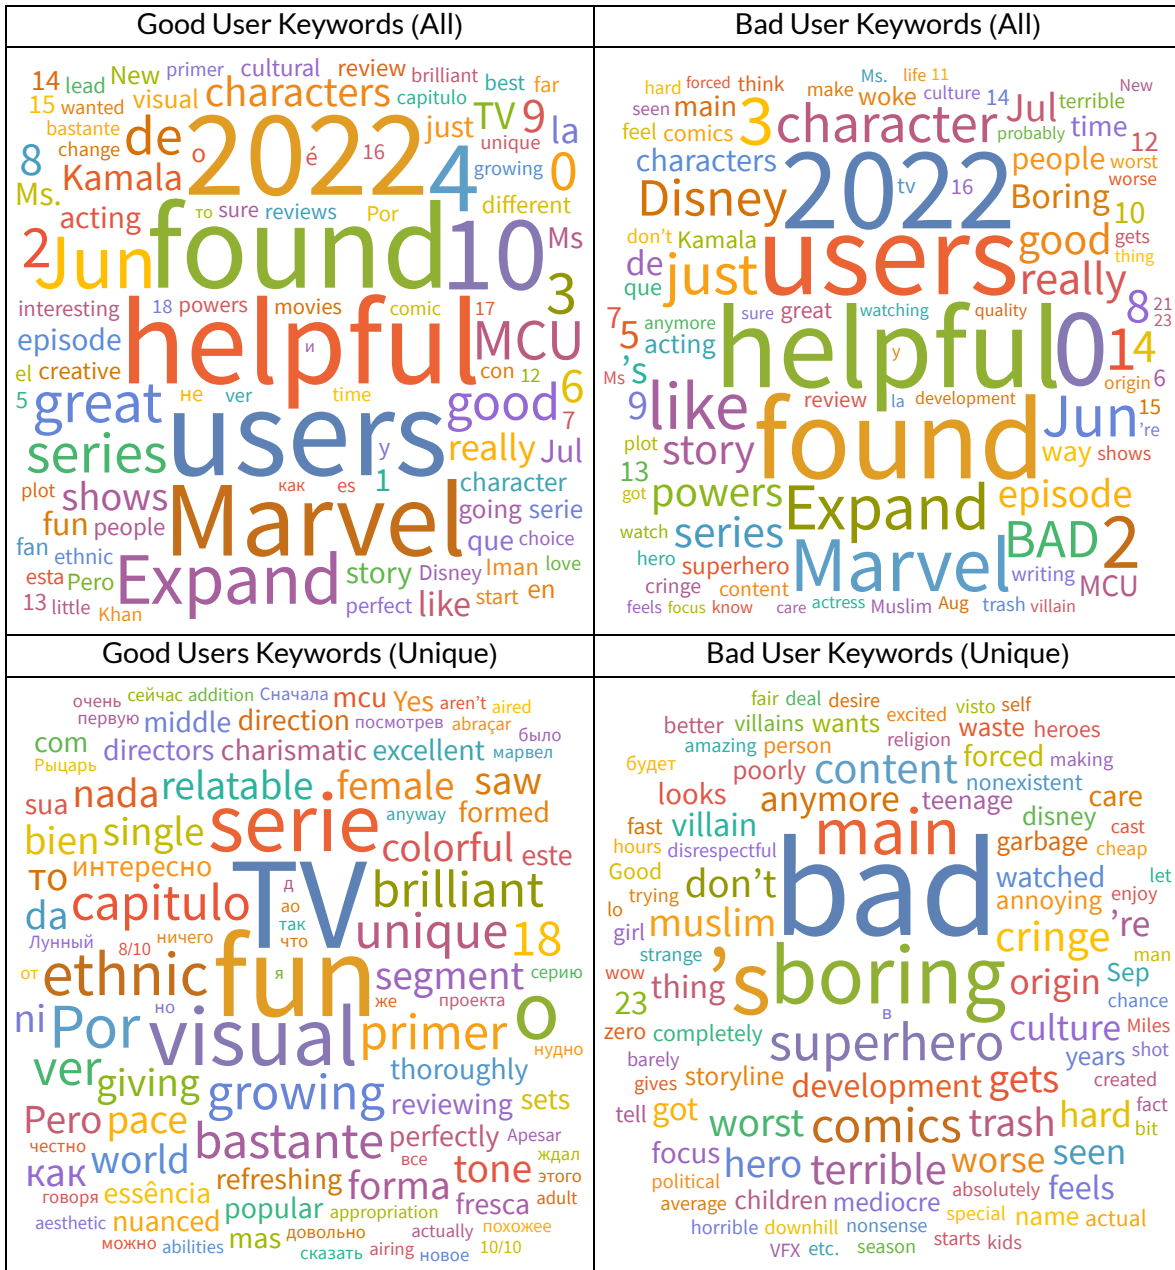 Good User Keywords (All)
14 lead New primer cultural review brilliant best far
15 wanted visual characters capitulo TV 9 la
bastante change de 2022 o é 16 4 just unique growing 0
8 Ms. Kamala acting то sure reviews Por different
2 Jun found 10 Ms 3
interesting 18 powers movies comic 17
episode helpful и MCU
el creative не ver time con 12 6
5 great users у good 7
series really Jul
plot shows как es 1 character
fun people Marvel going serie
fan ethnic que choice
esta Pero Expand story Disney Iman love
13 little Khan perfect like start en
Bad User Keywords (All)
hard forced think make Ms. life 11 New
seen main 3 woke culture 14 Jul terrible
feel comics character probably time 12
characters 2022 tv 16 people worst worse
Disney Boring 10
don't Kamala users good gets thing
de que just really
7 5 anymore sure great watching quality 8 21 23
's acting helpful у 0 1 4
Ms 9 like review la development origin 6
plot story found Jun 15 're
13 way shows
got powers Expand episode
watch series BAD 2
hero superhero Marvel writing MCU
cringe content
feels focus know care actress Muslim Aug trash villain
Good Users Keywords (Unique)
очень сейчас addition Сначала mcu Yes aren't aired
первую middle direction посмотрев abraçar
com directors charismatic excellent было марвел
Рыцарь relatable female saw
sua nada serie anyway formed
bien single colorful este
то интересно TV brilliant
da capitulo д ао так что unique 18
Лунный 8/10 ничего
от ethnic fun я segment серию
ni Por visual но же проекта primer о нудно
ver giving growing thoroughly
Pero pace reviewing sets
честно bastante perfectly Apesar
как world все tone ждал этого
говоря essência refreshing forma fresca adult
aesthetic nuanced popular appropriation actually похожее
можно abilities mas довольно сказать airing новое 10/10
Bad User Keywords (Unique)
fair deal desire visto self
better villains wants excited waste heroes
amazing person religion forced making
будет poorly content nonexistent
looks anymore teenage care
fast villain main disney cast
hours disrespectful garbage cheap
Good don't bad watched let
trying annoying enjoy
lo girl muslim cringe 're
strange man
wow thing 's boring origin Sep
23 в chance
zero completely superhero culture Miles
barely years shot
gives storyline development gets created
tell got worst comics trash hard fact bit
focus hero terrible worse seen
political absolutely feels
average children mediocre special name actual
horrible downhill nonsense starts kids
VFX etc. season